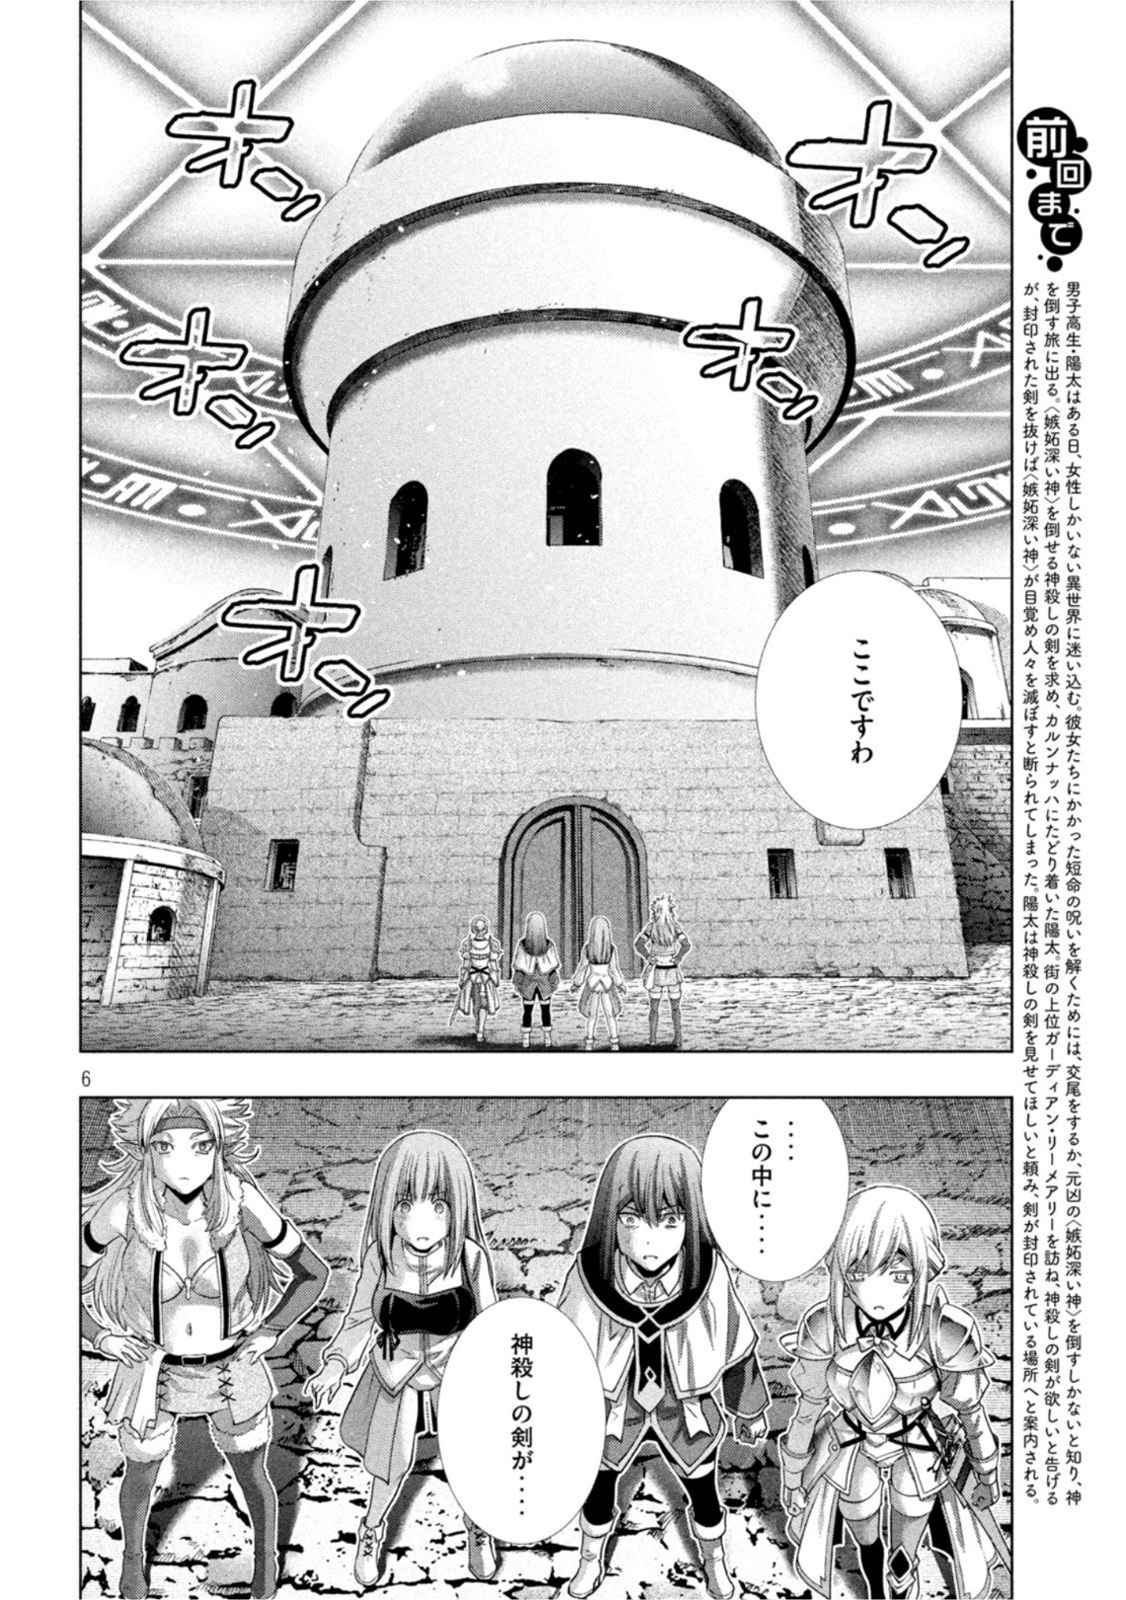 前回まで
男子高生・陽太はある日、女性しかいない異世界に迷い込む。彼女たちにかかった短命の呪いを解くためには、交尾をするか、元凶の〈嫉妬深い神〉を倒すしかないと知り、神
を倒す旅に出る。〈嫉妬深い神〉を倒せる神殺しの剣を求め、カルンナッハにたどり着いた陽太。街の上位ガーディアン・リーメアリーを訪ね、神殺しの剣が欲しいと告げる
が、封印された剣を抜けば〈嫉妬深い神〉が目覚め人々を滅ぼすと断られてしまった。陽太は神殺しの剣を見せてほしいと頼み、剣が封印されている場所へと案内される。
オオン
オオン
オオン
オオン
オオン
ここですわ
6
‥‥
この中に‥‥
神殺しの剣が‥‥